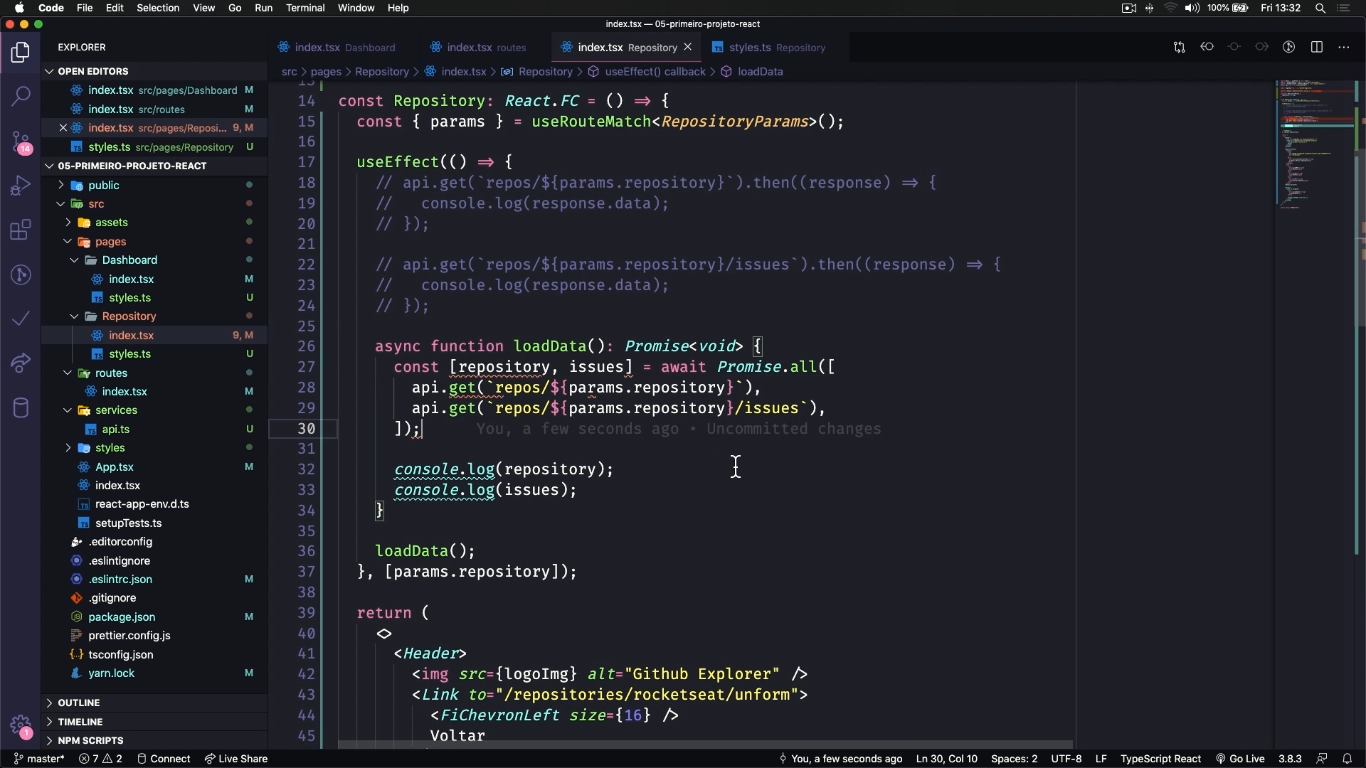 Code File Edit Selection View Go Run Terminal Window Help 100% Fri 13:32
index.tsx — 05-primeiro-projeto-react
EXPLORER
index.tsx Dashboard index.tsx routes index.tsx Repository styles.ts Repository
src › pages › Repository › index.tsx › Repository › useEffect() callback › loadData
OPEN EDITORS
index.tsx src/pages/Dashboard M
index.tsx src/routes M
index.tsx src/pages/Reposi... 9, M
styles.ts src/pages/Repository U
05-PRIMEIRO-PROJETO-REACT
public
src
assets
pages
Dashboard
index.tsx M
styles.ts U
Repository
index.tsx 9, M
styles.ts U
routes
index.tsx M
services
api.ts U
styles
App.tsx M
index.tsx
react-app-env.d.ts
setupTests.ts
.editorconfig
.eslintignore
.eslintrc.json M
.gitignore
package.json M
prettier.config.js
tsconfig.json
yarn.lock M
OUTLINE
TIMELINE
NPM SCRIPTS
14
1
13
14 const Repository: React.FC = () => {
15 const { params } = useRouteMatch<RepositoryParams>();
16
17 useEffect(() => {
18 // api.get(`repos/${params.repository}`).then((response) => {
19 //   console.log(response.data);
20 // });
21
22 // api.get(`repos/${params.repository}/issues`).then((response) => {
23 //   console.log(response.data);
24 // });
25
26 async function loadData(): Promise<void> {
27 const [repository, issues] = await Promise.all([
28 api.get(`repos/${params.repository}`),
29 api.get(`repos/${params.repository}/issues`),
30 ]); You, a few seconds ago • Uncommitted changes
31
32 console.log(repository);
33 console.log(issues);
34 }
35
36 loadData();
37 }, [params.repository]);
38
39 return (
40 <>
41 <Header>
42 <img src={logoImg} alt="Github Explorer" />
43 <Link to="/repositories/rocketseat/unform">
44 <FiChevronLeft size={16} />
45 Voltar
master* 7 2 Connect Live Share You, a few seconds ago Ln 30, Col 10 Spaces: 2 UTF-8 LF TypeScript React Go Live 3.8.3